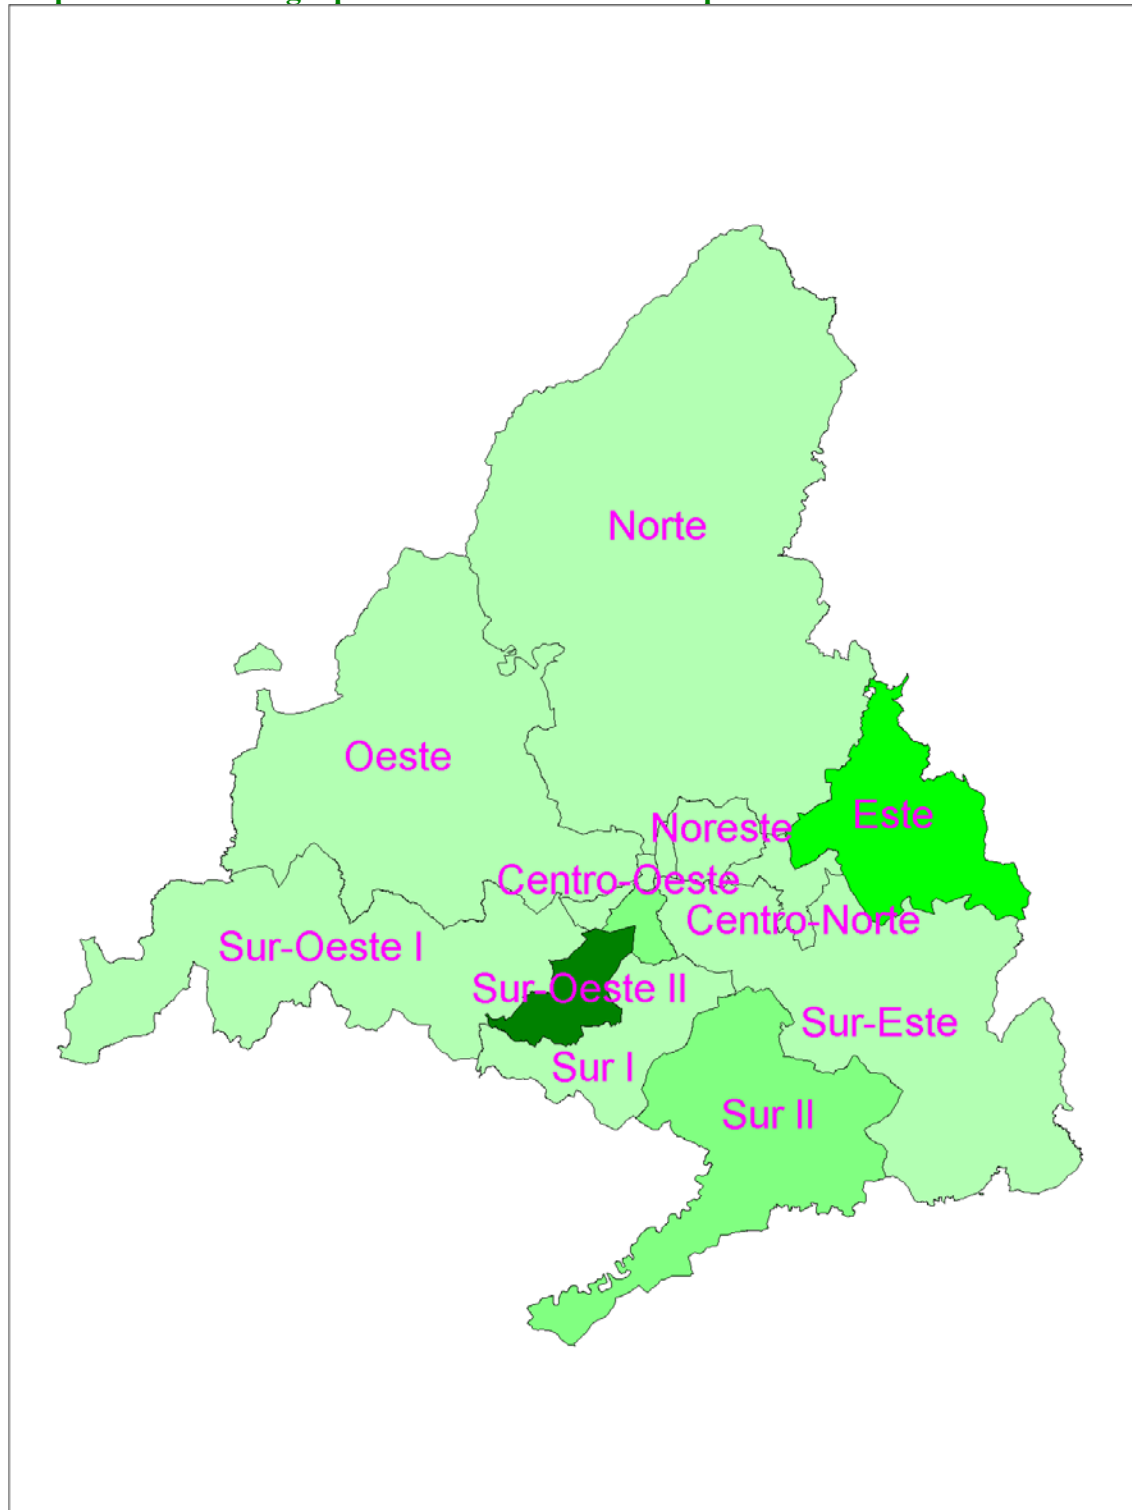 Norte
Oeste
Este
Noreste
Centro-Oeste
Centro-Norte
Sur-Oeste I
Sur-Oeste II
Sur-Este
Sur I
Sur II